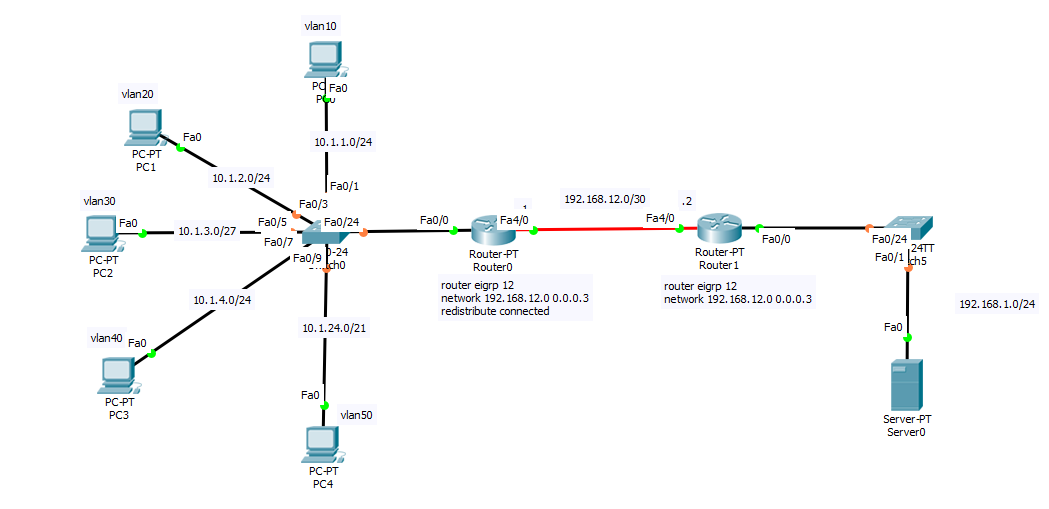 vlan10
Fa0
vlan20
Fa0
PC-PT
PC1
10.1.1.0/24
10.1.2.0/24
Fa0/1
vlan30
Fa0
10.1.3.0/27
PC-PT
PC2
Fa0/3
Fa0/5
Fa0/24
Fa0/7
Fa0/9
0-24
Fa0/0
Fa4/0
Router-PT
Router0
192.168.12.0/30
.2
Fa4/0
Router-PT
Router1
Fa0/0
Fa0/24
24TT
ch5
Fa0/1
router eigrp 12
network 192.168.12.0 0.0.0.3
redistribute connected
router eigrp 12
network 192.168.12.0 0.0.0.3
192.168.1.0/24
10.1.4.0/24
10.1.24.0/21
vlan40
Fa0
PC-PT
PC3
Fa0
vlan50
PC-PT
PC4
Fa0
Server-PT
Server0